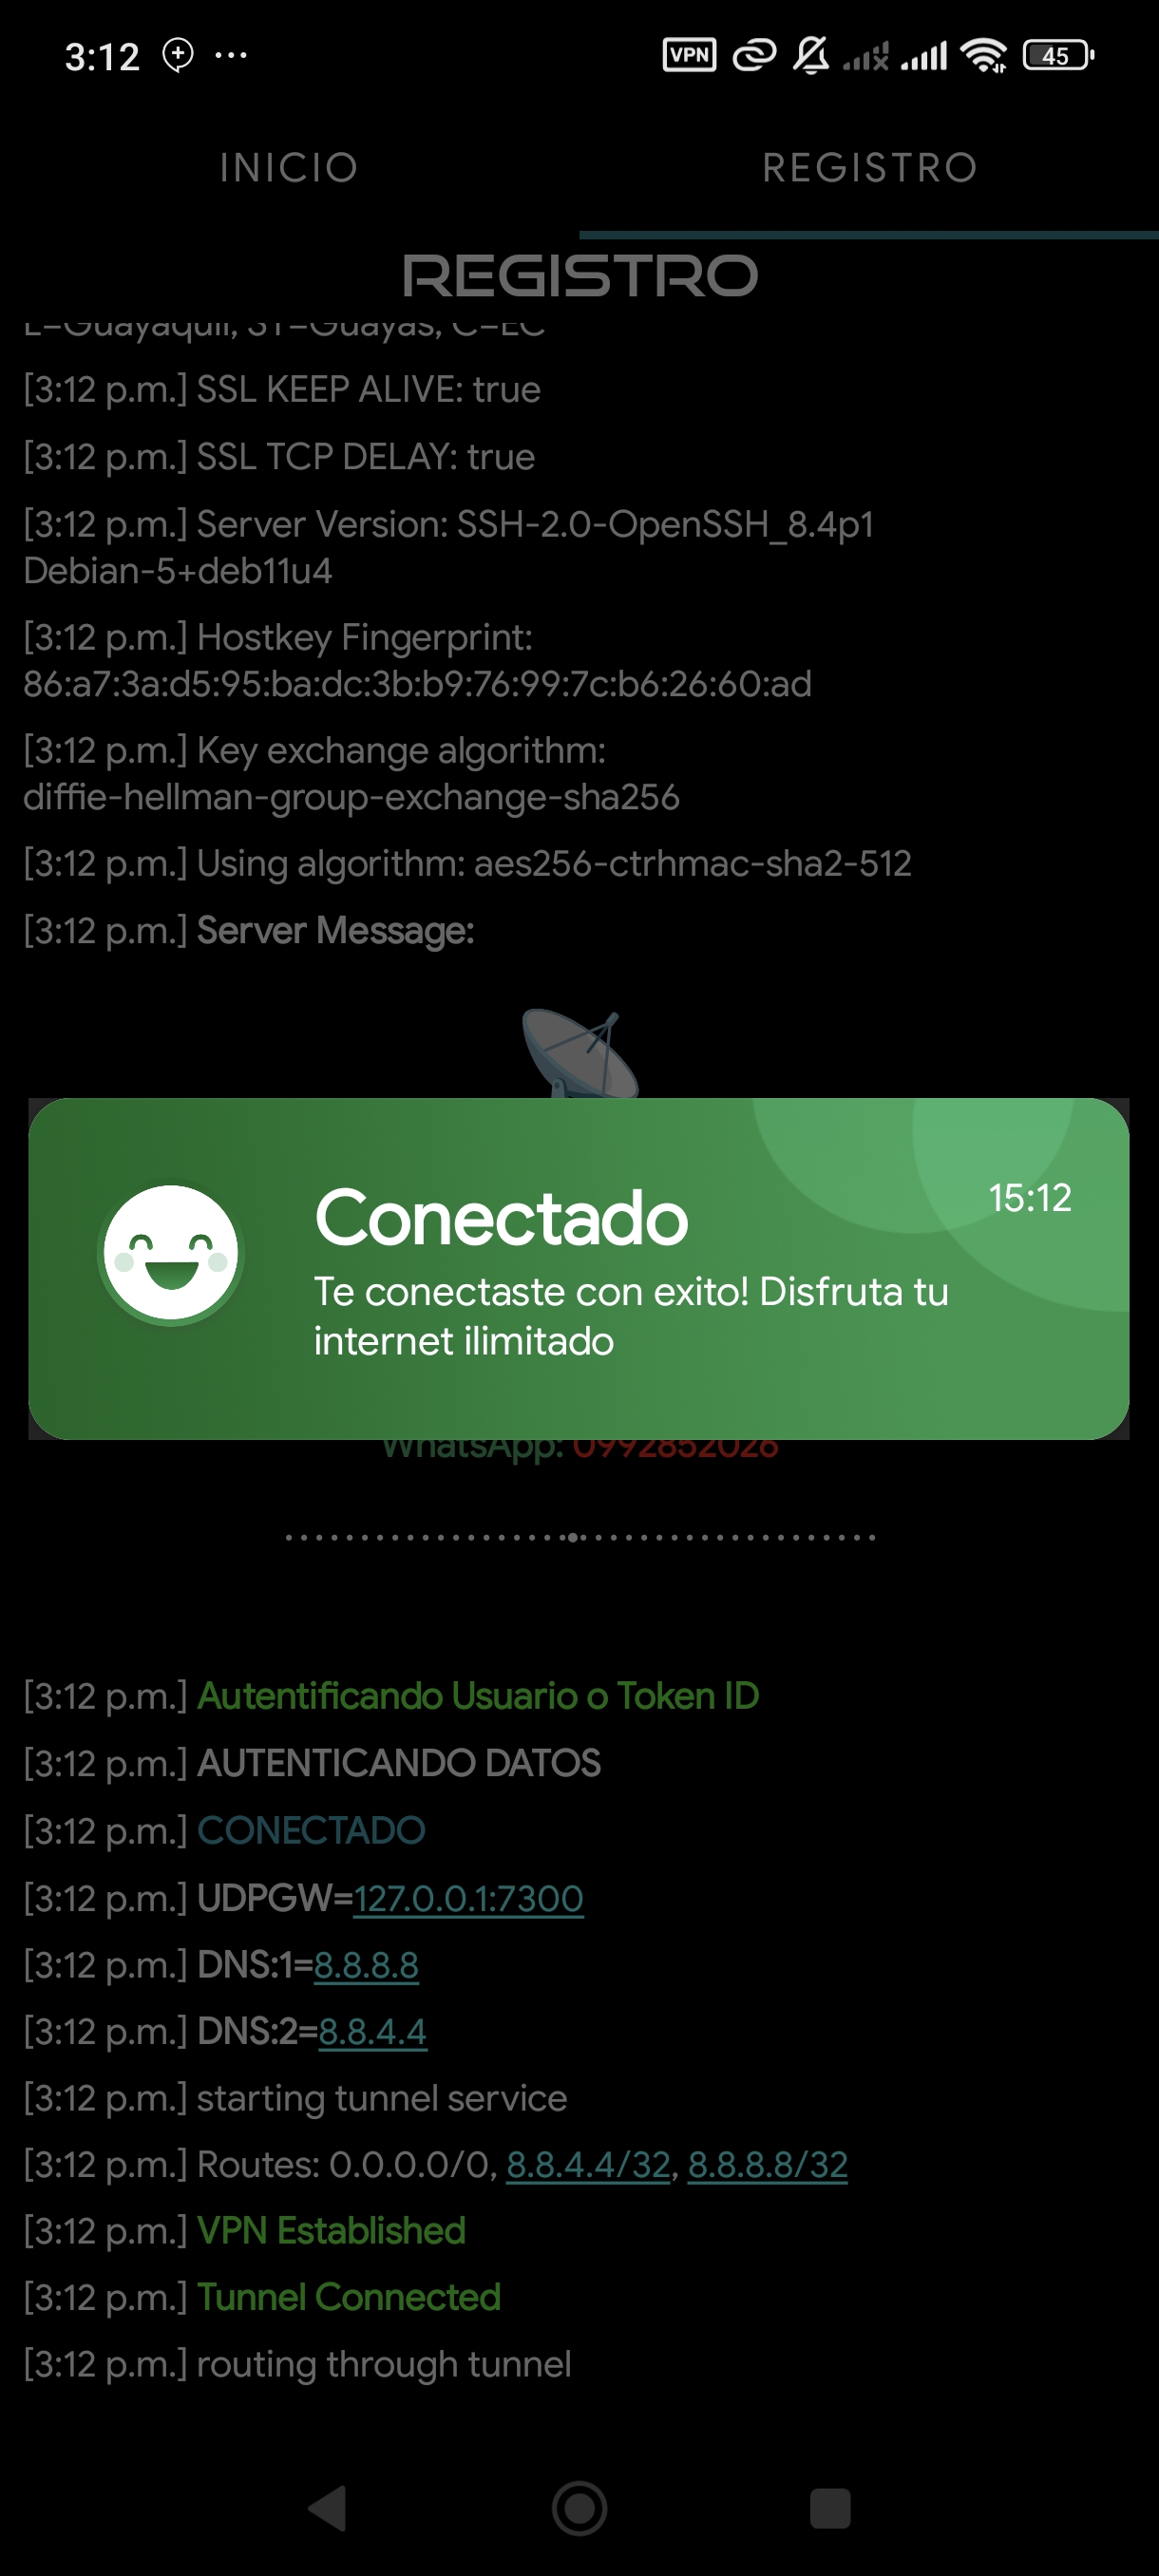 3:12
VPN
45
INICIO
REGISTRO
REGISTRO
L=Guayaquil, ST=Guayas, C=EC
[3:12 p.m.] SSL KEEP ALIVE: true
[3:12 p.m.] SSL TCP DELAY: true
[3:12 p.m.] Server Version: SSH-2.0-OpenSSH_8.4p1
Debian-5+deb11u4
[3:12 p.m.] Hostkey Fingerprint:
86:a7:3a:d5:95:ba:dc:3b:b9:76:99:7c:b6:26:60:ad
[3:12 p.m.] Key exchange algorithm:
diffie-hellman-group-exchange-sha256
[3:12 p.m.] Using algorithm: aes256-ctrhmac-sha2-512
[3:12 p.m.] Server Message:
Conectado
15:12
Te conectaste con exito! Disfruta tu
internet ilimitado
WhatsApp: 0992852026
[3:12 p.m.] Autentificando Usuario o Token ID
[3:12 p.m.] AUTENTICANDO DATOS
[3:12 p.m.] CONECTADO
[3:12 p.m.] UDPGW=127.0.0.1:7300
[3:12 p.m.] DNS:1=8.8.8.8
[3:12 p.m.] DNS:2=8.8.4.4
[3:12 p.m.] starting tunnel service
[3:12 p.m.] Routes: 0.0.0.0/0, 8.8.4.4/32, 8.8.8.8/32
[3:12 p.m.] VPN Established
[3:12 p.m.] Tunnel Connected
[3:12 p.m.] routing through tunnel